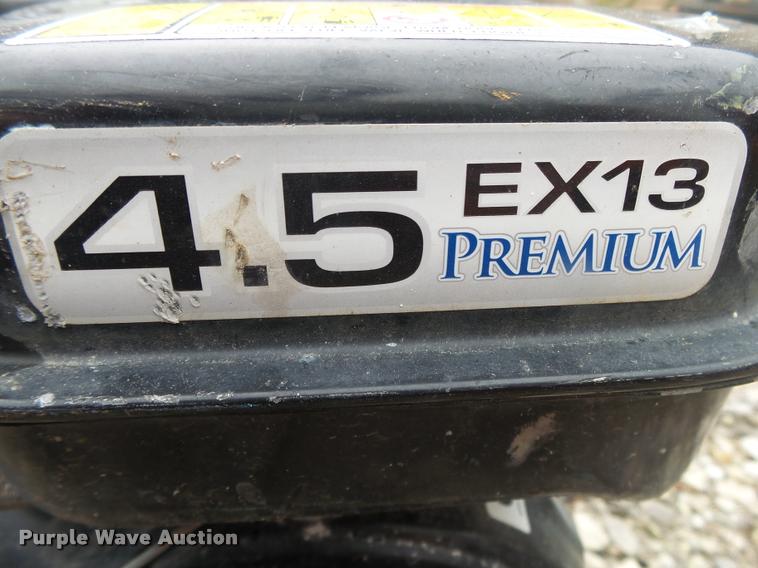 4.5 EX13
PREMIUM
Purple Wave Auction